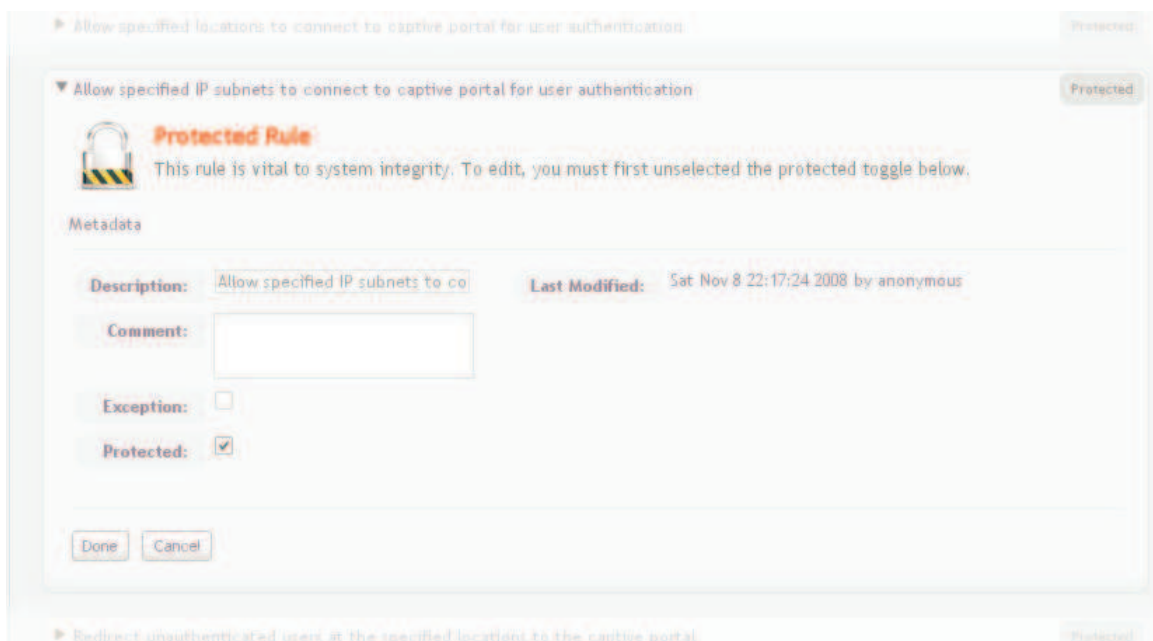 Allow specified locations to connect to captive portal for user authentication Protected
Allow specified IP subnets to connect to captive portal for user authentication Protected
Protected Rule
This rule is vital to system integrity. To edit, you must first unselected the protected toggle below.
Metadata
Description: Allow specified IP subnets to co Last Modified: Sat Nov 8 22:17:24 2008 by anonymous
Comment:
Exception:
Protected:
Done Cancel
Redirect unauthenticated users at the specified locations to the captive portal Protected